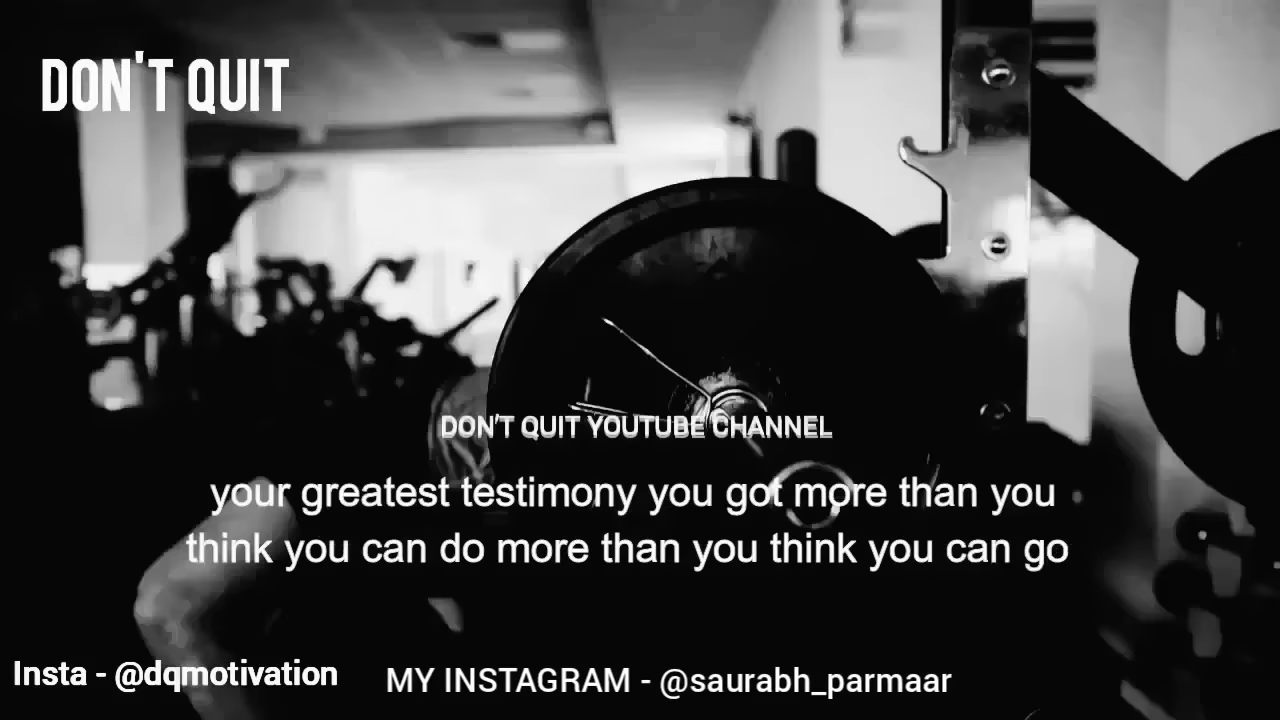 DON'T QUIT
DON'T QUIT YOUTUBE CHANNEL
your greatest testimony you got more than you
think you can do more than you think you can go
Insta - @dqmotivation
MY INSTAGRAM - @saurabh_parmaar